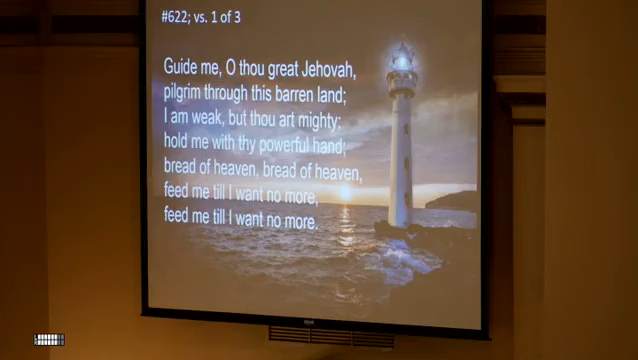 #622; vs. 1 of 3
Guide me, O thou great Jehovah,
pilgrim through this barren land;
I am weak, but thou art mighty;
hold me with thy powerful hand;
bread of heaven, bread of heaven,
feed me till I want no more,
feed me till I want no more.